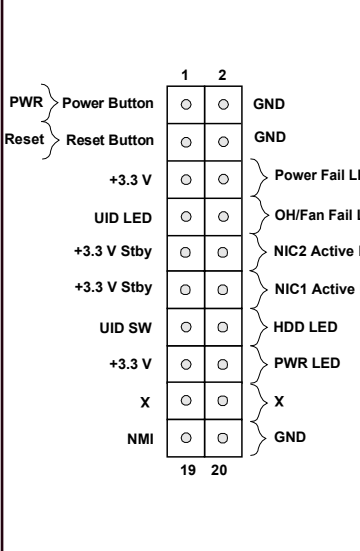 1 2
PWR Power Button GND
Reset Reset Button GND
+3.3 V Power Fail
UID LED OH/Fan Fail
+3.3 V Stby NIC2 Active
+3.3 V Stby NIC1 Active
UID SW HDD LED
+3.3 V PWR LED
X X
NMI GND
19 20